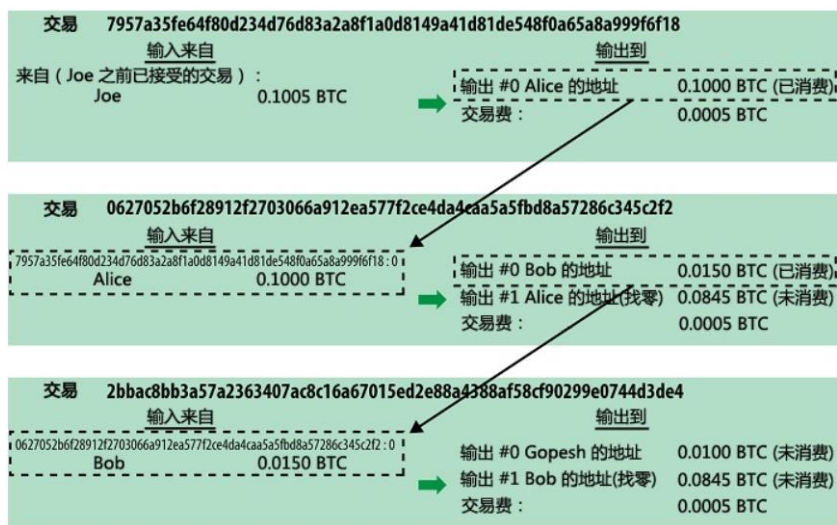 交易 7957a35fe64f80d234d76d83a2a8f1a0d8149a41d81de548f0a65a8a999f6f18
输入来自 输出到
来自(Joe 之前已接受的交易):
Joe 0.1005 BTC
输出 #0 Alice 的地址 0.1000 BTC (已消费)
交易费: 0.0005 BTC
交易 0627052b6f28912f2703066a912ea577f2ce4da4caa5a5fbd8a57286c345c2f2
输入来自 输出到
7957a35fe64f80d234d76d83a2a8f1a0d8149a41d81de548f0a65a8a999f6f18:0
Alice 0.1000 BTC
输出 #0 Bob 的地址 0.0150 BTC (已消费)
输出 #1 Alice 的地址(找零) 0.0845 BTC (未消费)
交易费: 0.0005 BTC
交易 2bbac8bb3a57a2363407ac8c16a67015ed2e88a4388af58cf90299e0744d3de4
输入来自 输出到
0627052b6f28912f2703066a912ea577f2ce4da4caa5a5fbd8a57286c345c2f2:0
Bob 0.0150 BTC
输出 #0 Gopesh 的地址 0.0100 BTC (未消费)
输出 #1 Bob 的地址(找零) 0.0845 BTC (未消费)
交易费: 0.0005 BTC